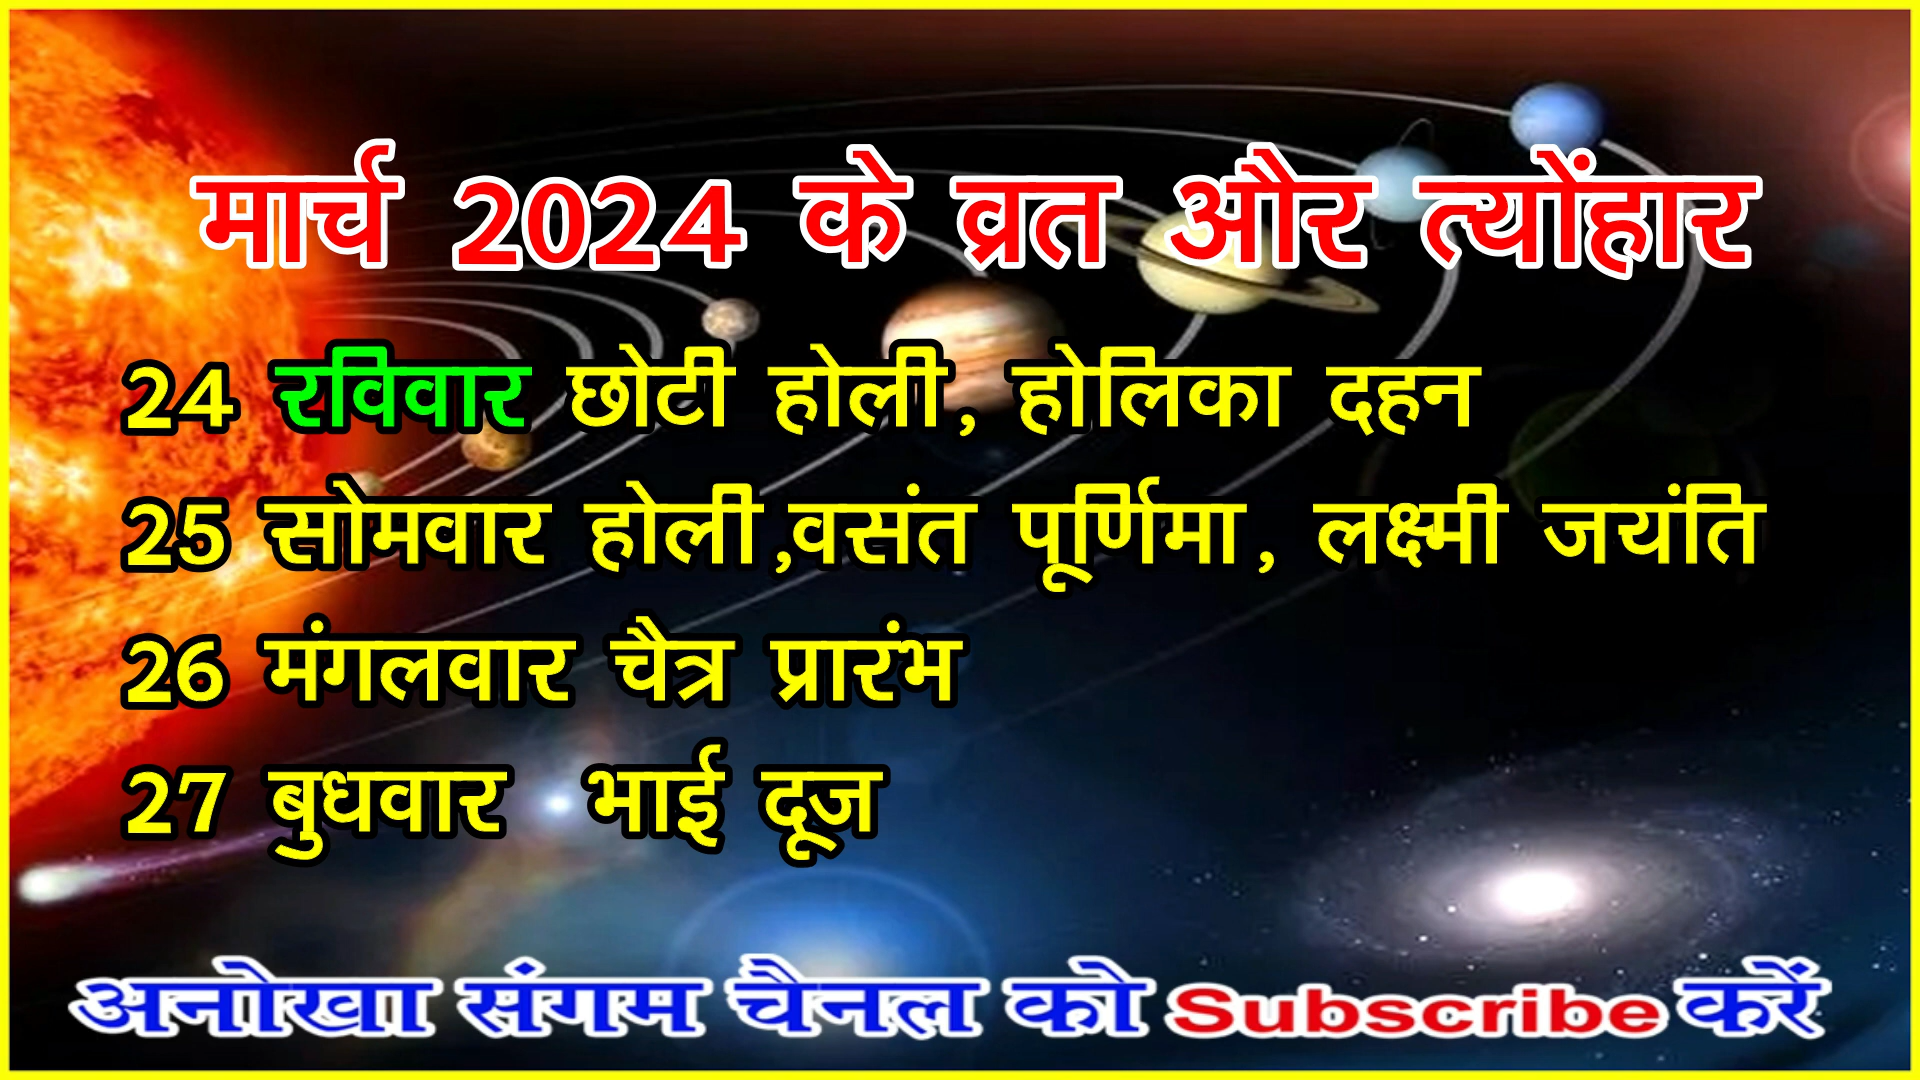 मार्च 2024 के व्रत और त्योंहार
24 रविवार छोटी होली, होलिका दहन
25 सोमवार होली,वसंत पूर्णिमा, लक्ष्मी जयंति
26 मंगलवार चैत्र प्रारंभ
27 बुधवार भाई दूज
अनोखा संगम चैनल को Subscribe करें